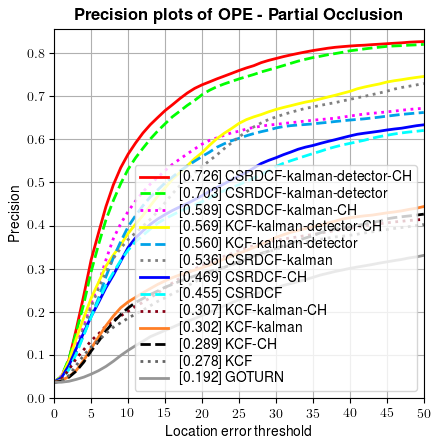 Precision plots of OPE - Partial Occlusion
0.8
0.7
0.6
0.5
0.4
0.3
0.2
0.1
0.0
Precision
[0.726] CSRDCF-kalman-detector-CH
[0.703] CSRDCF-kalman-detector
[0.589] CSRDCF-kalman-CH
[0.569] KCF-kalman-detector-CH
[0.560] KCF-kalman-detector
[0.536] CSRDCF-kalman
[0.469] CSRDCF-CH
[0.455] CSRDCF
[0.307] KCF-kalman-CH
[0.302] KCF-kalman
[0.289] KCF-CH
[0.278] KCF
[0.192] GOTURN
0 5 10 15 20 25 30 35 40 45 50
Location error threshold